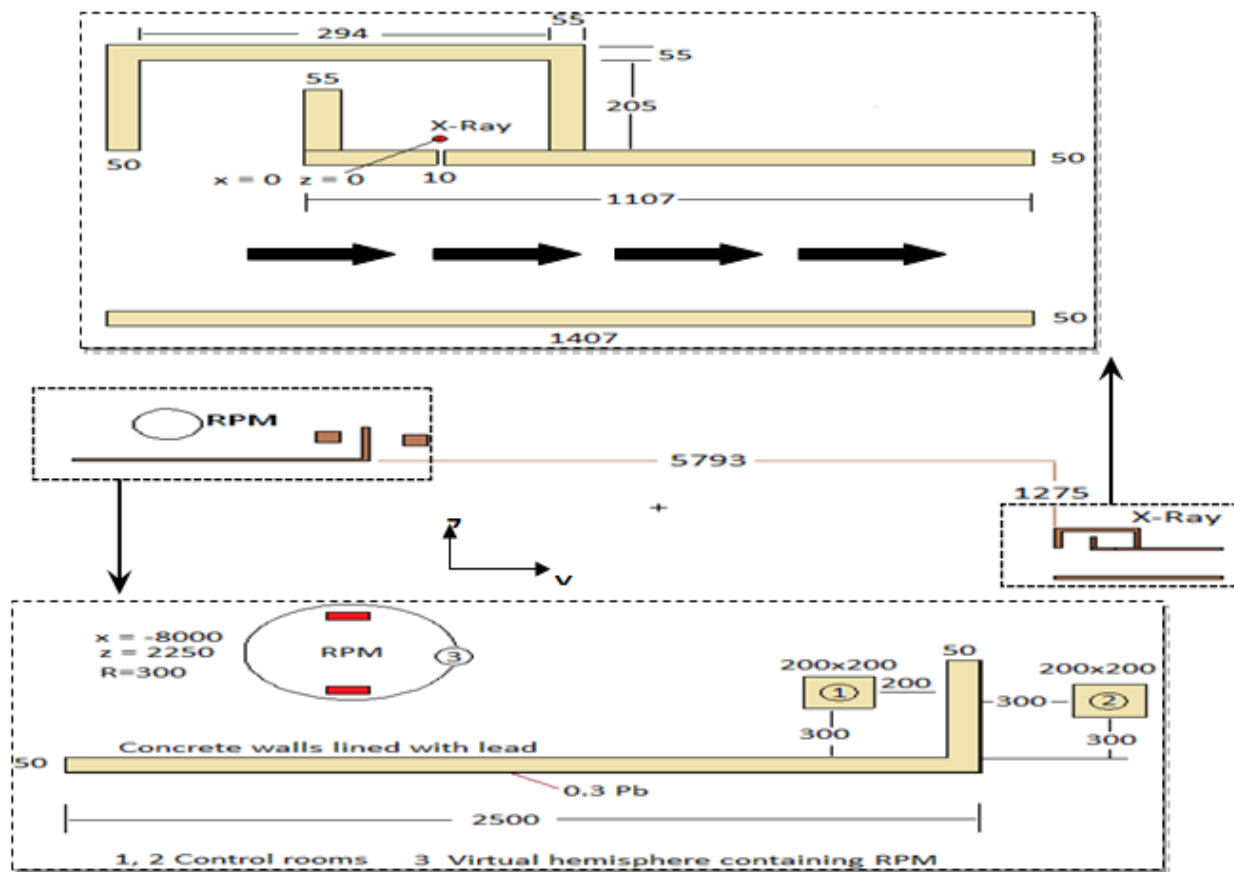 55
294
55
55
205
X-Ray
50
50
x = 0 z = 0
10
1107
1407
50
RPM
5793
1275
X-Ray
x = -8000
z = 2250
R=300
RPM
3
50
200x200
200x200
1
200
300
2
300
300
Concrete walls lined with lead
50
0.3 Pb
2500
1, 2 Control rooms 3 Virtual hemisphere containing RPM